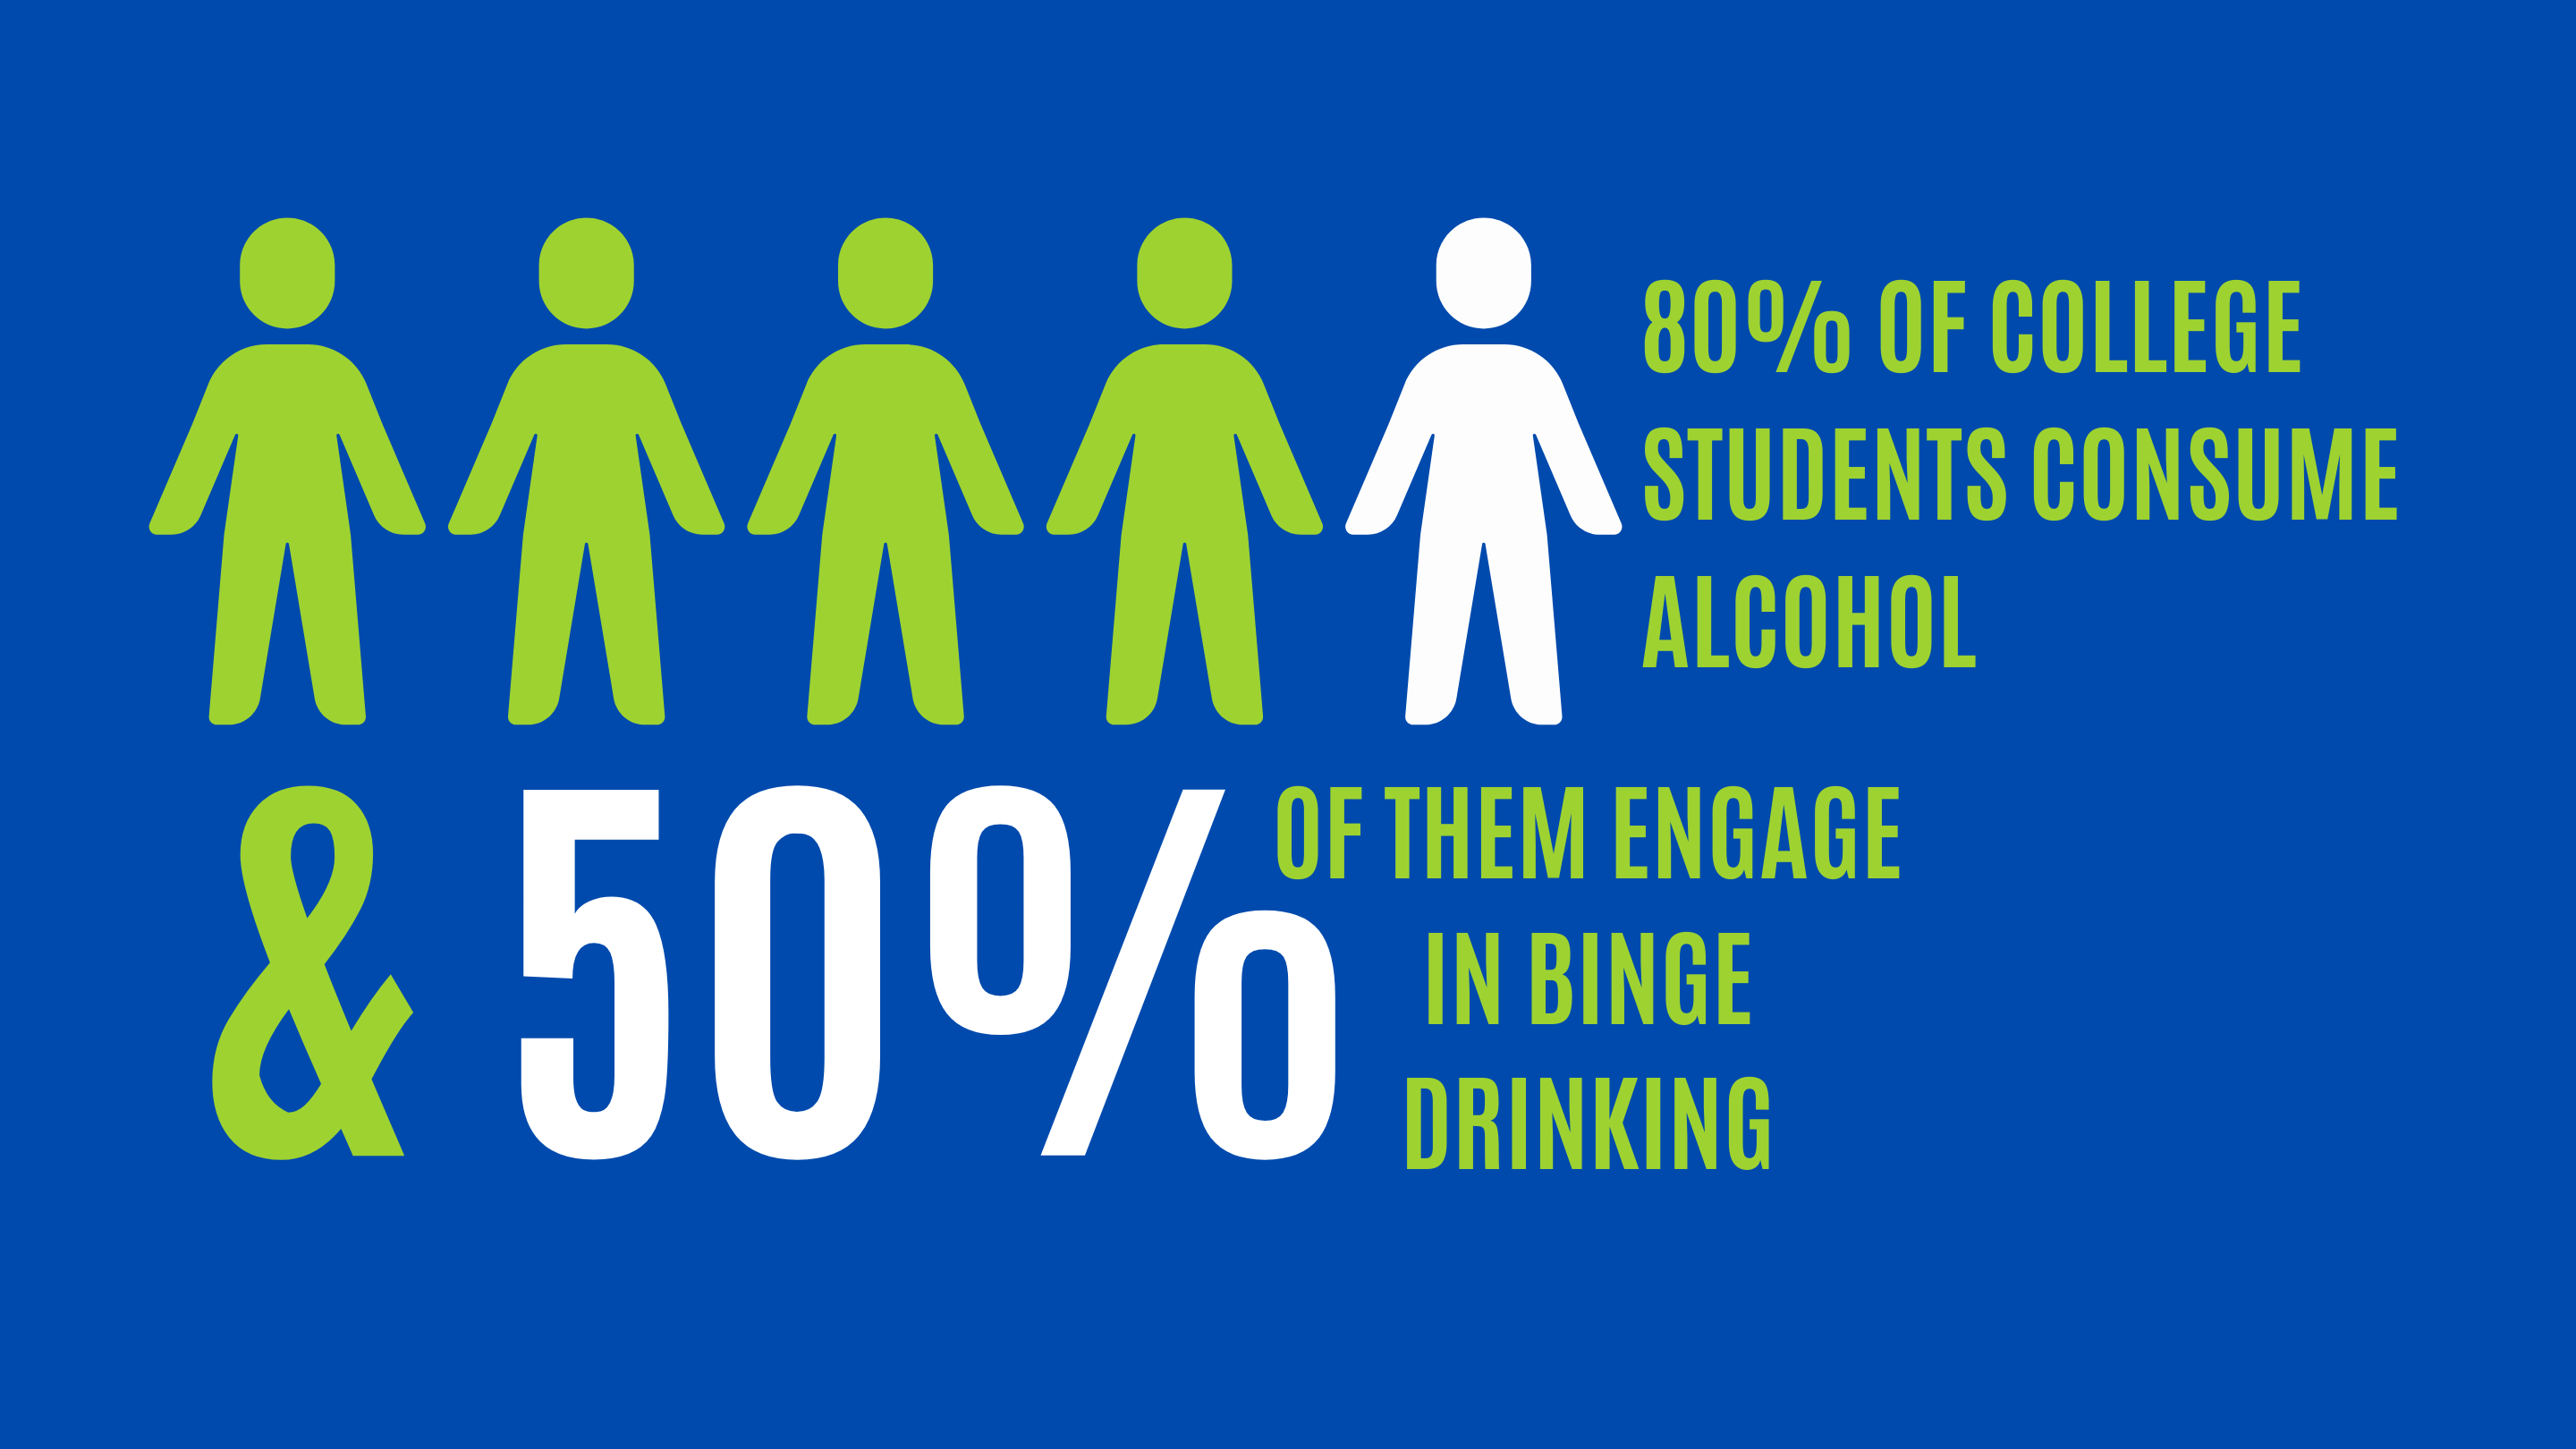 80% OF COLLEGE
STUDENTS CONSUME
ALCOHOL
& 50% OF THEM ENGAGE
IN BINGE
DRINKING